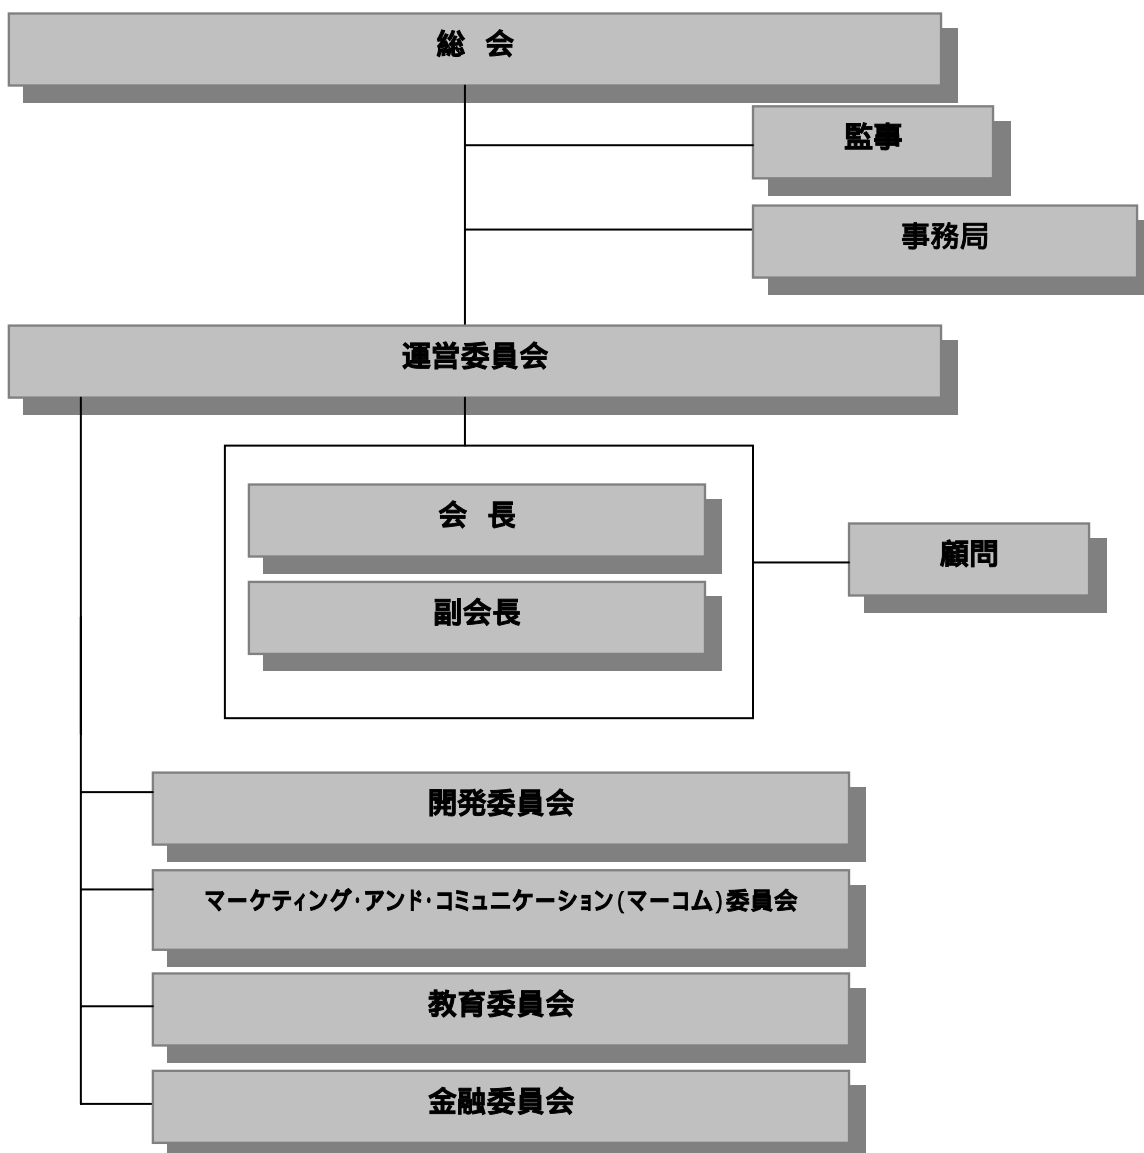 総 会
監事
事務局
運営委員会
会 長
副会長
顧問
開発委員会
マーケティング・アンド・コミュニケーション(マーコム)委員会
教育委員会
金融委員会